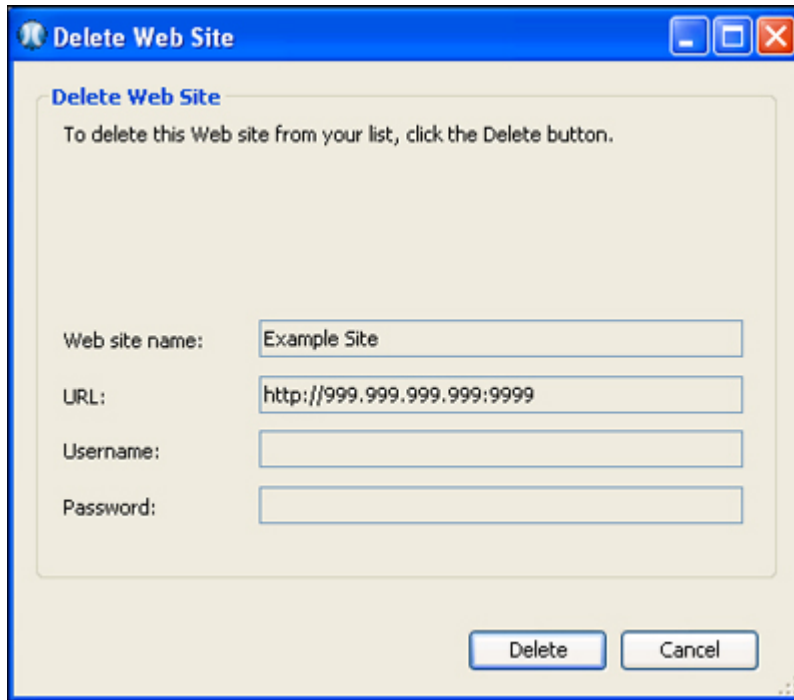 Delete Web Site
Delete Web Site
To delete this Web site from your list, click the Delete button.
Web site name: Example Site
URL: http://999.999.999.999:9999
Username:
Password:
Delete Cancel